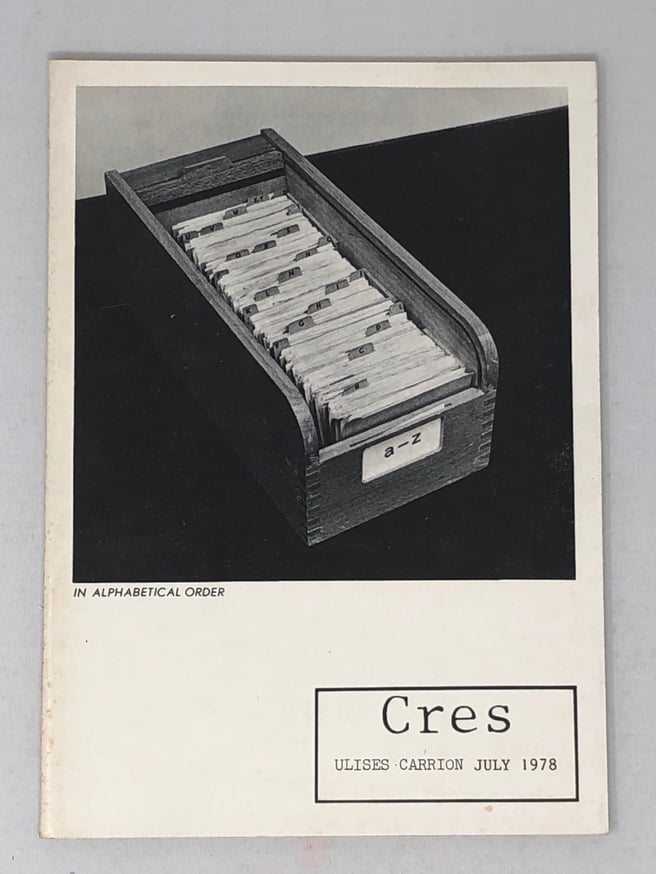 a-z
IN ALPHABETICAL ORDER
Cres
ULISES CARRION JULY 1978